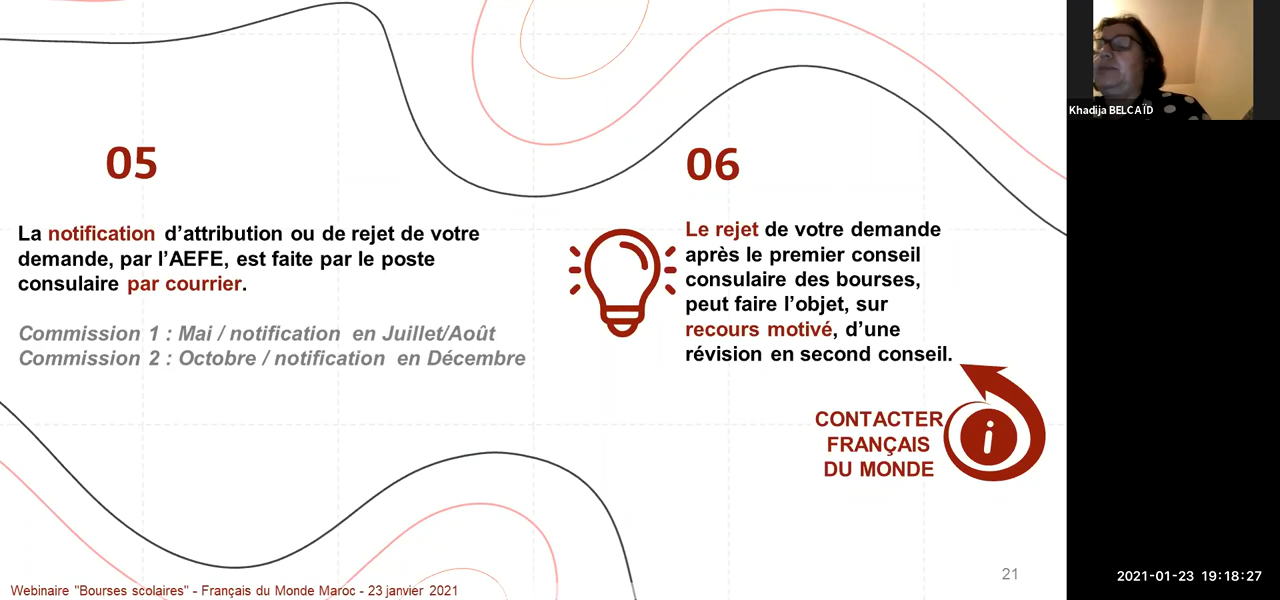 05
La notification d'attribution ou de rejet de votre
demande, par l'AEFE, est faite par le poste
consulaire par courrier.
Commission 1 : Mai / notification en Juillet/Août
Commission 2 : Octobre / notification en Décembre
06
Le rejet de votre demande
après le premier conseil
consulaire des bourses,
peut faire l'objet, sur
recours motivé, d'une
révision en second conseil.
CONTACTER
FRANÇAIS
DU MONDE
i
Webinaire "Bourses scolaires" - Français du Monde Maroc - 23 janvier 2021
21
Khadija BELCAÏD
2021-01-23 19:18:27